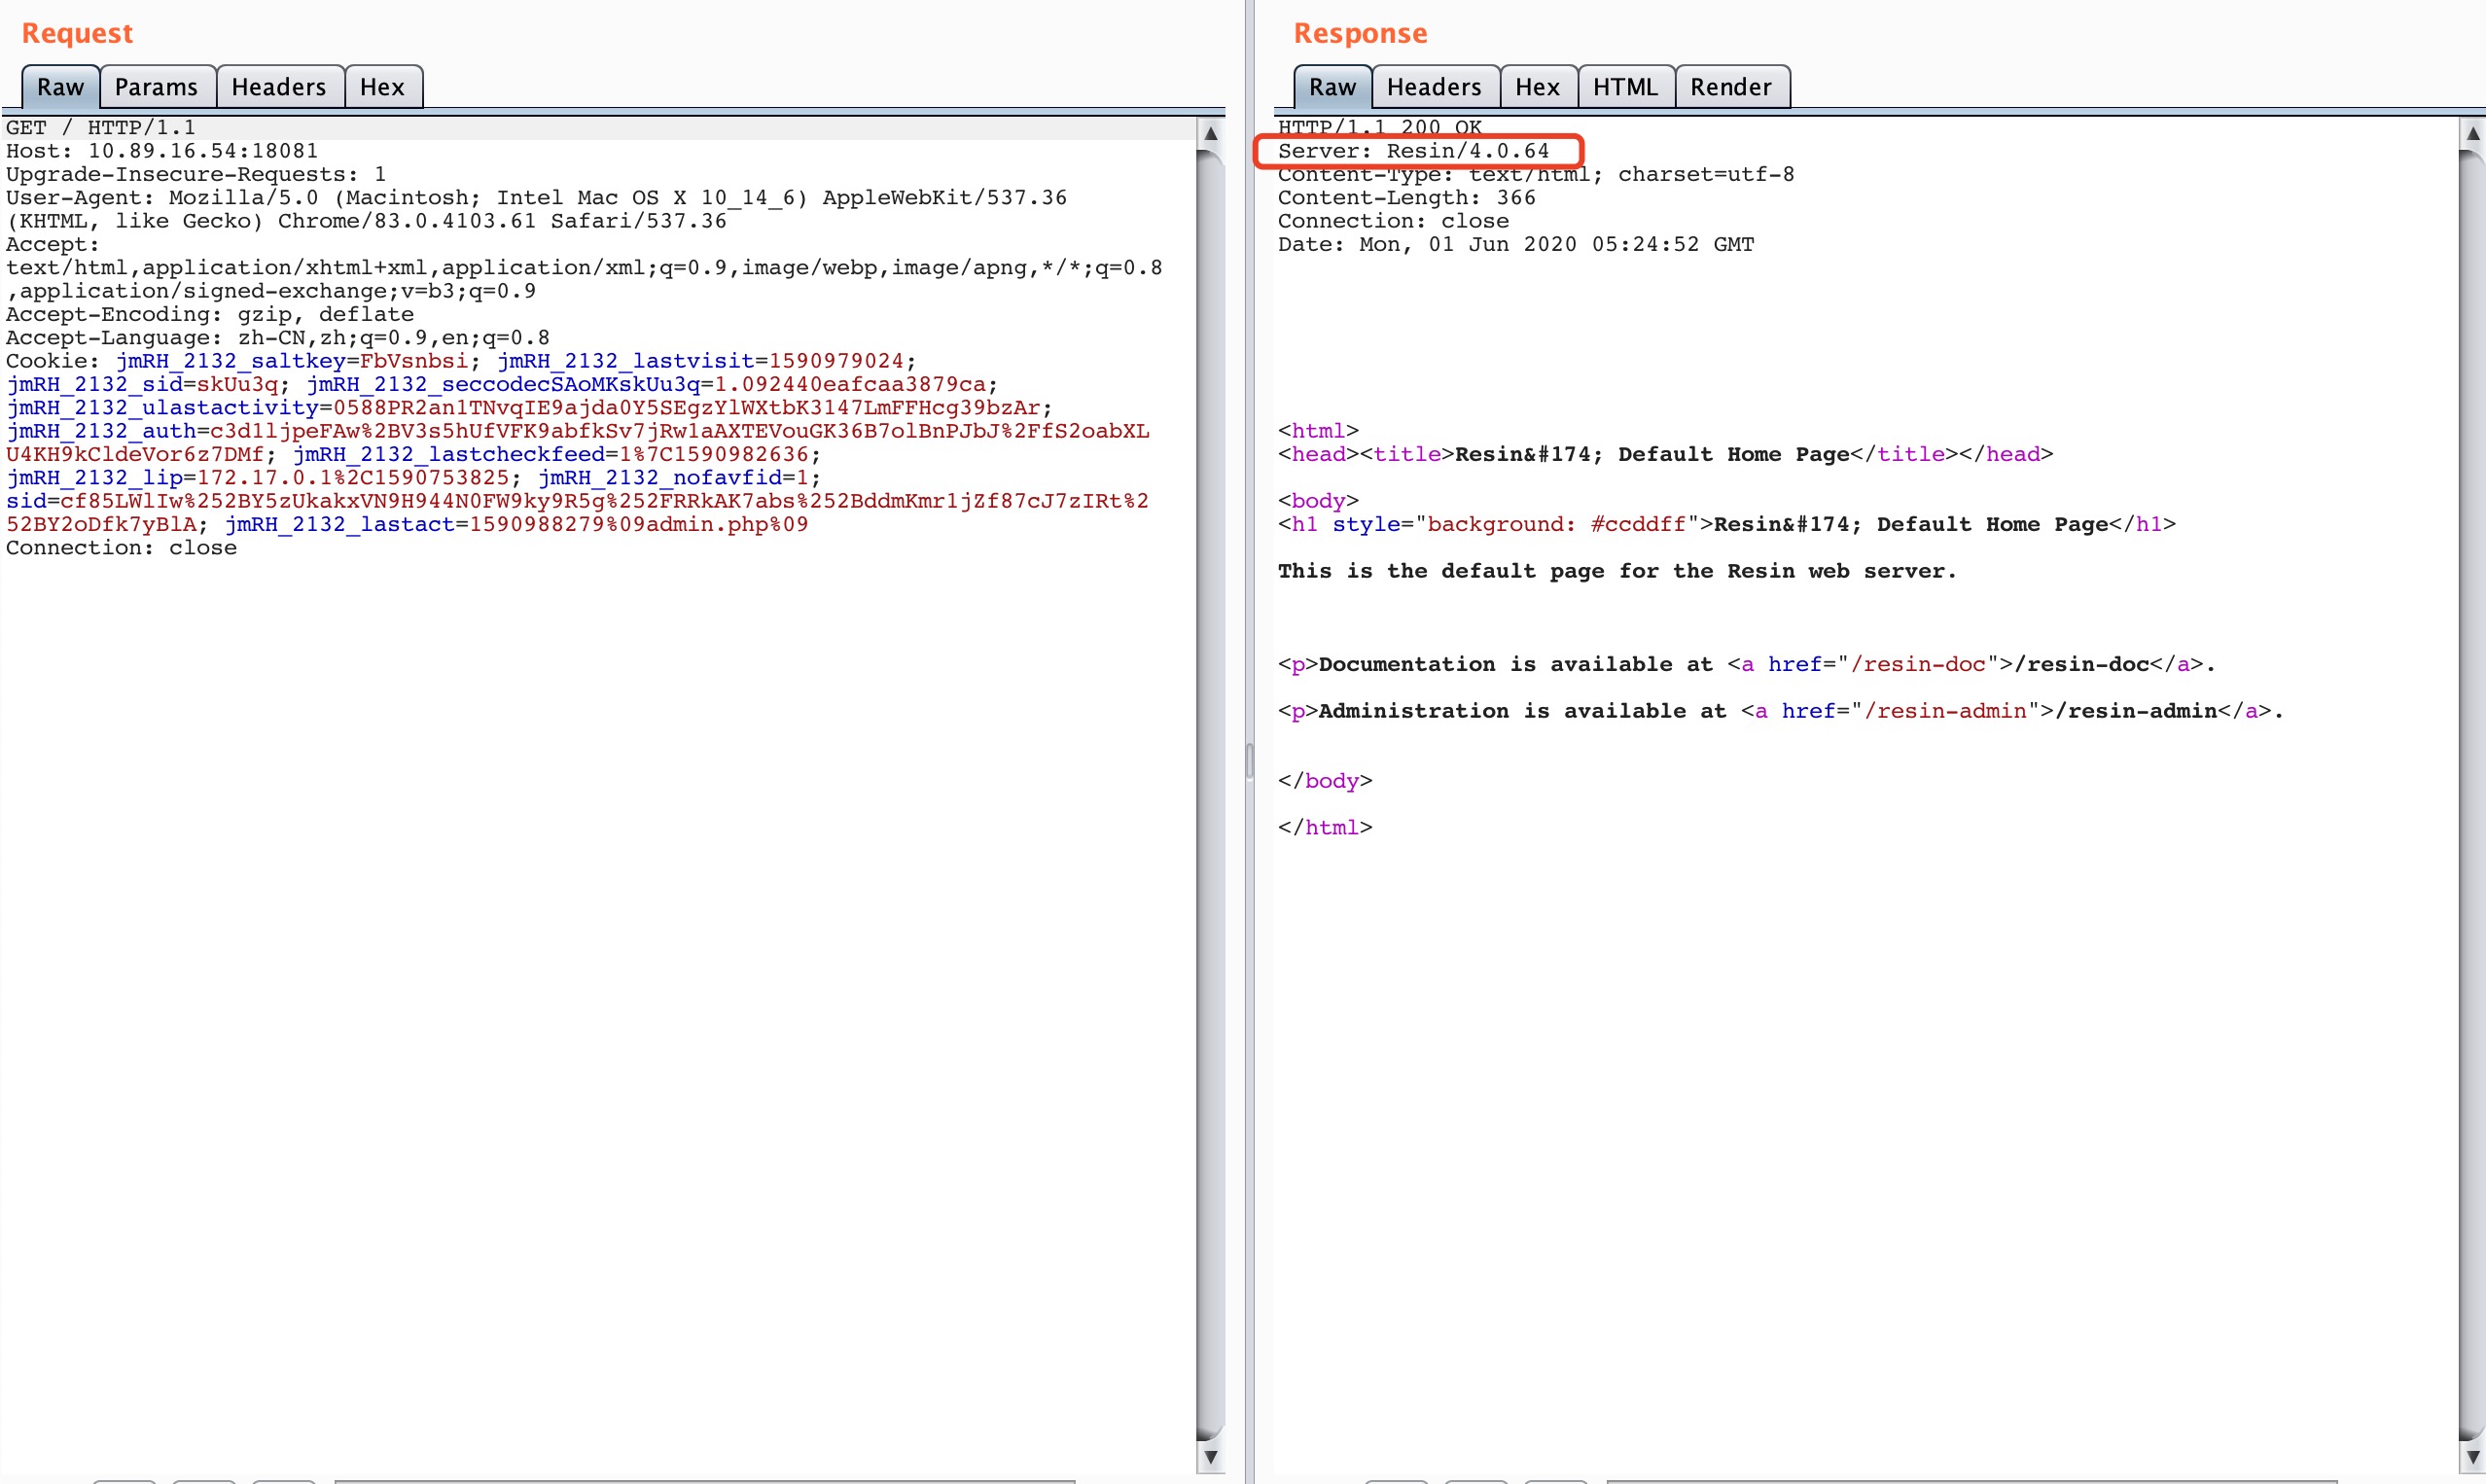 Request
Raw Params Headers Hex
GET / HTTP/1.1
Host: 10.89.16.54:18081
Upgrade-Insecure-Requests: 1
User-Agent: Mozilla/5.0 (Macintosh; Intel Mac OS X 10_14_6) AppleWebKit/537.36
(KHTML, like Gecko) Chrome/83.0.4103.61 Safari/537.36
Accept:
text/html,application/xhtml+xml,application/xml;q=0.9,image/webp,image/apng,*/*;q=0.8
,application/signed-exchange;v=b3;q=0.9
Accept-Encoding: gzip, deflate
Accept-Language: zh-CN,zh;q=0.9,en;q=0.8
Cookie: jmRH_2132_saltkey=FbVsnbsi; jmRH_2132_lastvisit=1590979024;
jmRH_2132_sid=skUu3q; jmRH_2132_seccodecSAoMKskUu3q=1.092440eafcaa3879ca;
jmRH_2132_ulastactivity=0588PR2an1TNvqIE9ajda0Y5SEgzYlWXtbK3147LmFFHcg39bzAr;
jmRH_2132_auth=c3d1ljpeFAw%2BV3s5hUfVFK9abfkSv7jRw1aAXTEVouGK36B7olBnPJbJ%2FfS2oabXL
U4KH9kCldeVor6z7DMf; jmRH_2132_lastcheckfeed=1%7C1590982636;
jmRH_2132_lip=172.17.0.1%2C1590753825; jmRH_2132_nofavfid=1;
sid=cf85LWlIw%252BY5zUkakxVN9H944N0FW9ky9R5g%252FRRkAK7abs%252BddmKmr1jZf87cJ7zIRt%2
52BY2oDfk7yBlA; jmRH_2132_lastact=1590988279%09admin.php%09
Connection: close
Response
Raw Headers Hex HTML Render
HTTP/1.1 200 OK
Server: Resin/4.0.64
Content-Type: text/html; charset=utf-8
Content-Length: 366
Connection: close
Date: Mon, 01 Jun 2020 05:24:52 GMT
<html>
<head><title>Resin&#174; Default Home Page</title></head>
<body>
<h1 style="background: #ccddff">Resin&#174; Default Home Page</h1>
This is the default page for the Resin web server.
<p>Documentation is available at <a href="/resin-doc">/resin-doc</a>.
<p>Administration is available at <a href="/resin-admin">/resin-admin</a>.
</body>
</html>